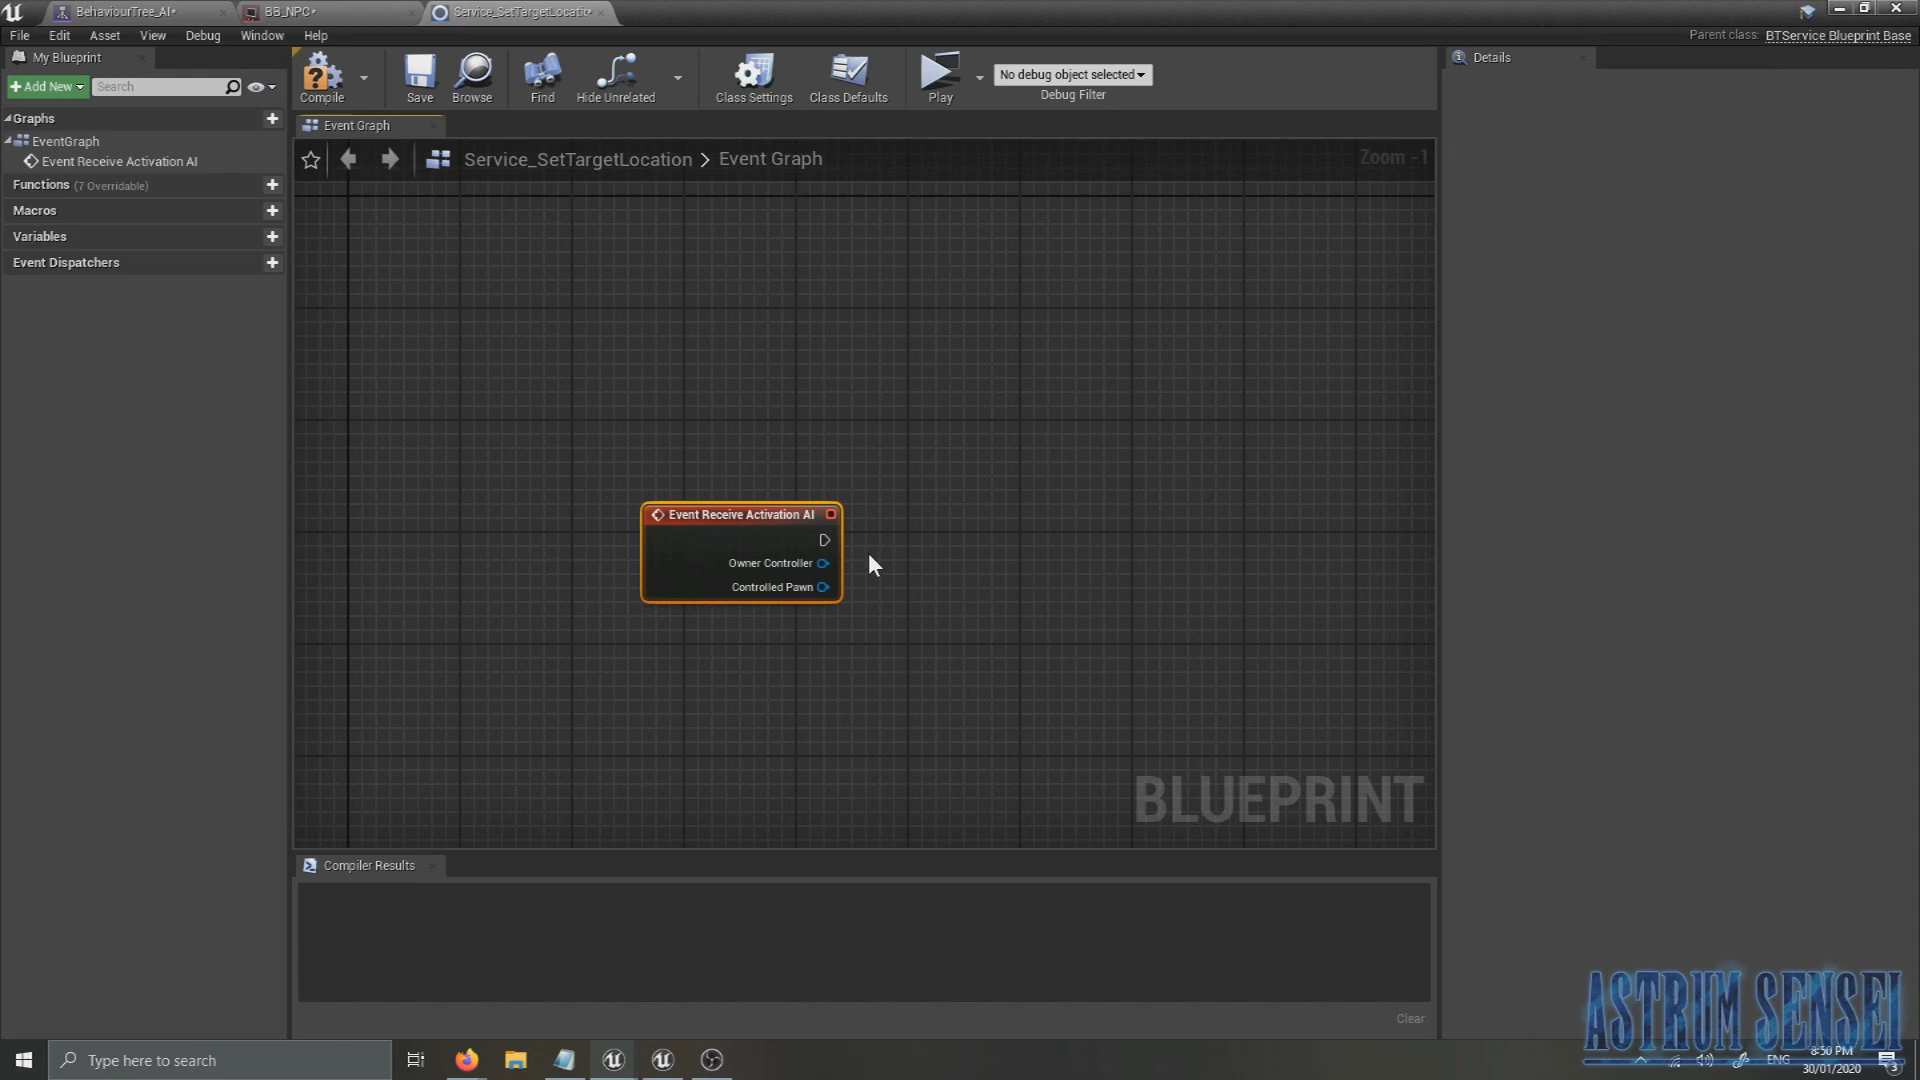 BehaviourTree_AI*
BB_NPC*
Service_SetTargetLocatio*
File Edit Asset View Debug Window Help
Parent class: BTService Blueprint Base
My Blueprint
Add New
Search
Compile
Save
Browse
Find
Hide Unrelated
Class Settings
Class Defaults
Play
No debug object selected
Debug Filter
Details
Graphs
EventGraph
Event Receive Activation AI
Functions (7 Overridable)
Macros
Variables
Event Dispatchers
Event Graph
Service_SetTargetLocation > Event Graph
Zoom -1
Event Receive Activation AI
Owner Controller
Controlled Pawn
BLUEPRINT
Compiler Results
Clear
ASTRUM SENSEI
Type here to search
ENG
8:50 PM
30/01/2020
3